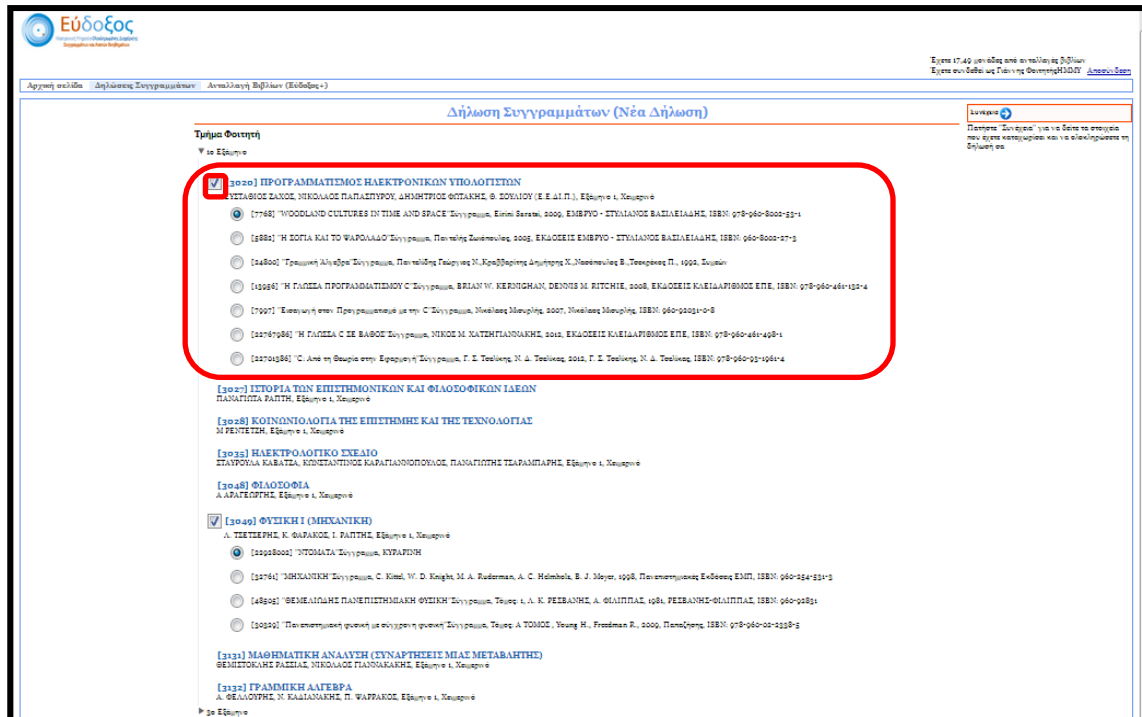 Εύδοξος
Έχετε 17,49 μονάδες από ανταλλαγές βιβλίων
Έχετε συνδεθεί ως Γιάννης ΦοιτητήςΗΜΜΥ Αποσύνδεση
Αρχική σελίδα Δηλώσεις Συγγραμμάτων Ανταλλαγή Βιβλίων (Εύδοξος+)
Δήλωση Συγγραμμάτων (Νέα Δήλωση)
Συνέχεια
Πατήστε "Συνέχεια" για να δείτε τα στοιχεία
που έχετε καταχωρίσει και να ολοκληρώσετε τη
δήλωσή σα
Τμήμα Φοιτητή
1ο Εξάμηνο
[3020] ΠΡΟΓΡΑΜΜΑΤΙΣΜΟΣ ΗΛΕΚΤΡΟΝΙΚΩΝ ΥΠΟΛΟΓΙΣΤΩΝ
ΕΥΣΤΑΘΙΟΣ ΖΑΧΟΣ, ΝΙΚΟΛΑΟΣ ΠΑΠΑΣΠΥΡΟΥ, ΔΗΜΗΤΡΙΟΣ ΦΩΤΑΚΗΣ, Θ. ΣΟΥΛΙΟΥ (Ε.Ε.ΔΙ.Π.), Εξάμηνο 1, Χειμερινό
[7768] "WOODLAND CULTURES IN TIME AND SPACE"Σύγγραμμα, Eirini Saratsi, 2009, ΕΜΒΡΥΟ - ΣΤΥΛΙΑΝΟΣ ΒΑΣΙΛΕΙΑΔΗΣ, ISBN: 978-960-8002-53-1
[5882] "Η ΣΟΓΙΑ ΚΑΙ ΤΟ ΨΑΡΟΛΑΔΟ"Σύγγραμμα, Παντελής Ζωιόπουλος, 2005, ΕΚΔΟΣΕΙΣ ΕΜΒΡΥΟ - ΣΤΥΛΙΑΝΟΣ ΒΑΣΙΛΕΙΑΔΗΣ, ISBN: 960-8002-27-3
[24800] "Γραμμική Άλγεβρα"Σύγγραμμα, Παντελίδης Γεώργιος Ν.,Κραββαρίτης Δημήτρης Χ.,Νασόπουλος Β.,Τσεκρέκος Π., 1992, Συμεών
[13956] "Η ΓΛΩΣΣΑ ΠΡΟΓΡΑΜΜΑΤΙΣΜΟΥ C"Σύγγραμμα, BRIAN W. KERNIGHAN, DENNIS M. RITCHIE, 2008, ΕΚΔΟΣΕΙΣ ΚΛΕΙΔΑΡΙΘΜΟΣ ΕΠΕ, ISBN: 978-960-461-132-4
[7997] "Εισαγωγή στον Προγραμματισμό με την C"Σύγγραμμα, Νικόλαος Μισυρλής, 2007, Νικόλαος Μισυρλής, ISBN: 960-92031-0-8
[22767986] "Η ΓΛΩΣΣΑ C ΣΕ ΒΑΘΟΣ"Σύγγραμμα, ΝΙΚΟΣ Μ. ΧΑΤΖΗΓΙΑΝΝΑΚΗΣ, 2012, ΕΚΔΟΣΕΙΣ ΚΛΕΙΔΑΡΙΘΜΟΣ ΕΠΕ, ISBN: 978-960-461-498-1
[22701386] "C: Από τη Θεωρία στην Εφαρμογή"Σύγγραμμα, Γ. Σ. Τσελίκης, Ν. Δ. Τσελίκας, 2012, Γ. Σ. Τσελίκης, Ν. Δ. Τσελίκας, ISBN: 978-960-93-1961-4
[3027] ΙΣΤΟΡΙΑ ΤΩΝ ΕΠΙΣΤΗΜΟΝΙΚΩΝ ΚΑΙ ΦΙΛΟΣΟΦΙΚΩΝ ΙΔΕΩΝ
ΠΑΝΑΓΙΩΤΑ ΡΑΠΤΗ, Εξάμηνο 1, Χειμερινό
[3028] ΚΟΙΝΩΝΙΟΛΟΓΙΑ ΤΗΣ ΕΠΙΣΤΗΜΗΣ ΚΑΙ ΤΗΣ ΤΕΧΝΟΛΟΓΙΑΣ
Μ ΡΕΝΤΕΤΖΗ, Εξάμηνο 1, Χειμερινό
[3035] ΗΛΕΚΤΡΟΛΟΓΙΚΟ ΣΧΕΔΙΟ
ΣΤΑΥΡΟΥΛΑ ΚΑΒΑΤΖΑ, ΚΩΝΣΤΑΝΤΙΝΟΣ ΚΑΡΑΓΙΑΝΝΟΠΟΥΛΟΣ, ΠΑΝΑΓΙΩΤΗΣ ΤΣΑΡΑΜΠΑΡΗΣ, Εξάμηνο 1, Χειμερινό
[3048] ΦΙΛΟΣΟΦΙΑ
Α ΑΡΑΓΕΩΡΓΗΣ, Εξάμηνο 1, Χειμερινό
[3049] ΦΥΣΙΚΗ Ι (ΜΗΧΑΝΙΚΗ)
Λ. ΤΣΕΤΣΕΡΗΣ, Κ. ΦΑΡΑΚΟΣ, Ι. ΡΑΠΤΗΣ, Εξάμηνο 1, Χειμερινό
[22928002] "ΝΤΟΜΑΤΑ"Σύγγραμμα, ΚΥΡΑΡΙΝΗ
[32761] "ΜΗΧΑΝΙΚΗ"Σύγγραμμα, C. Kittel, W. D. Knight, M. A. Ruderman, A. C. Helmholz, B. J. Moyer, 1998, Πανεπιστημιακές Εκδόσεις ΕΜΠ, ISBN: 960-254-531-3
[48505] "ΘΕΜΕΛΙΩΔΗΣ ΠΑΝΕΠΙΣΤΗΜΙΑΚΗ ΦΥΣΙΚΗ"Σύγγραμμα, Τόμος: 1, Λ. Κ. ΡΕΣΒΑΝΗΣ, Α. ΦΙΛΙΠΠΑΣ, 1981, ΡΕΣΒΑΝΗΣ-ΦΙΛΙΠΠΑΣ, ISBN: 960-92831
[30329] "Πανεπιστημιακή φυσική με σύγχρονη φυσική"Σύγγραμμα, Τόμος: Α ΤΟΜΟΣ , Young H., Freedman R., 2009, Παπαζήσης, ISBN: 978-960-02-2338-5
[3131] ΜΑΘΗΜΑΤΙΚΗ ΑΝΑΛΥΣΗ (ΣΥΝΑΡΤΗΣΕΙΣ ΜΙΑΣ ΜΕΤΑΒΛΗΤΗΣ)
ΘΕΜΙΣΤΟΚΛΗΣ ΡΑΣΣΙΑΣ, ΝΙΚΟΛΑΟΣ ΓΙΑΝΝΑΚΑΚΗΣ, Εξάμηνο 1, Χειμερινό
[3132] ΓΡΑΜΜΙΚΗ ΑΛΓΕΒΡΑ
Α. ΦΕΛΛΟΥΡΗΣ, Ν. ΚΑΔΙΑΝΑΚΗΣ, Π. ΨΑΡΡΑΚΟΣ, Εξάμηνο 1, Χειμερινό
3ο Εξάμηνο